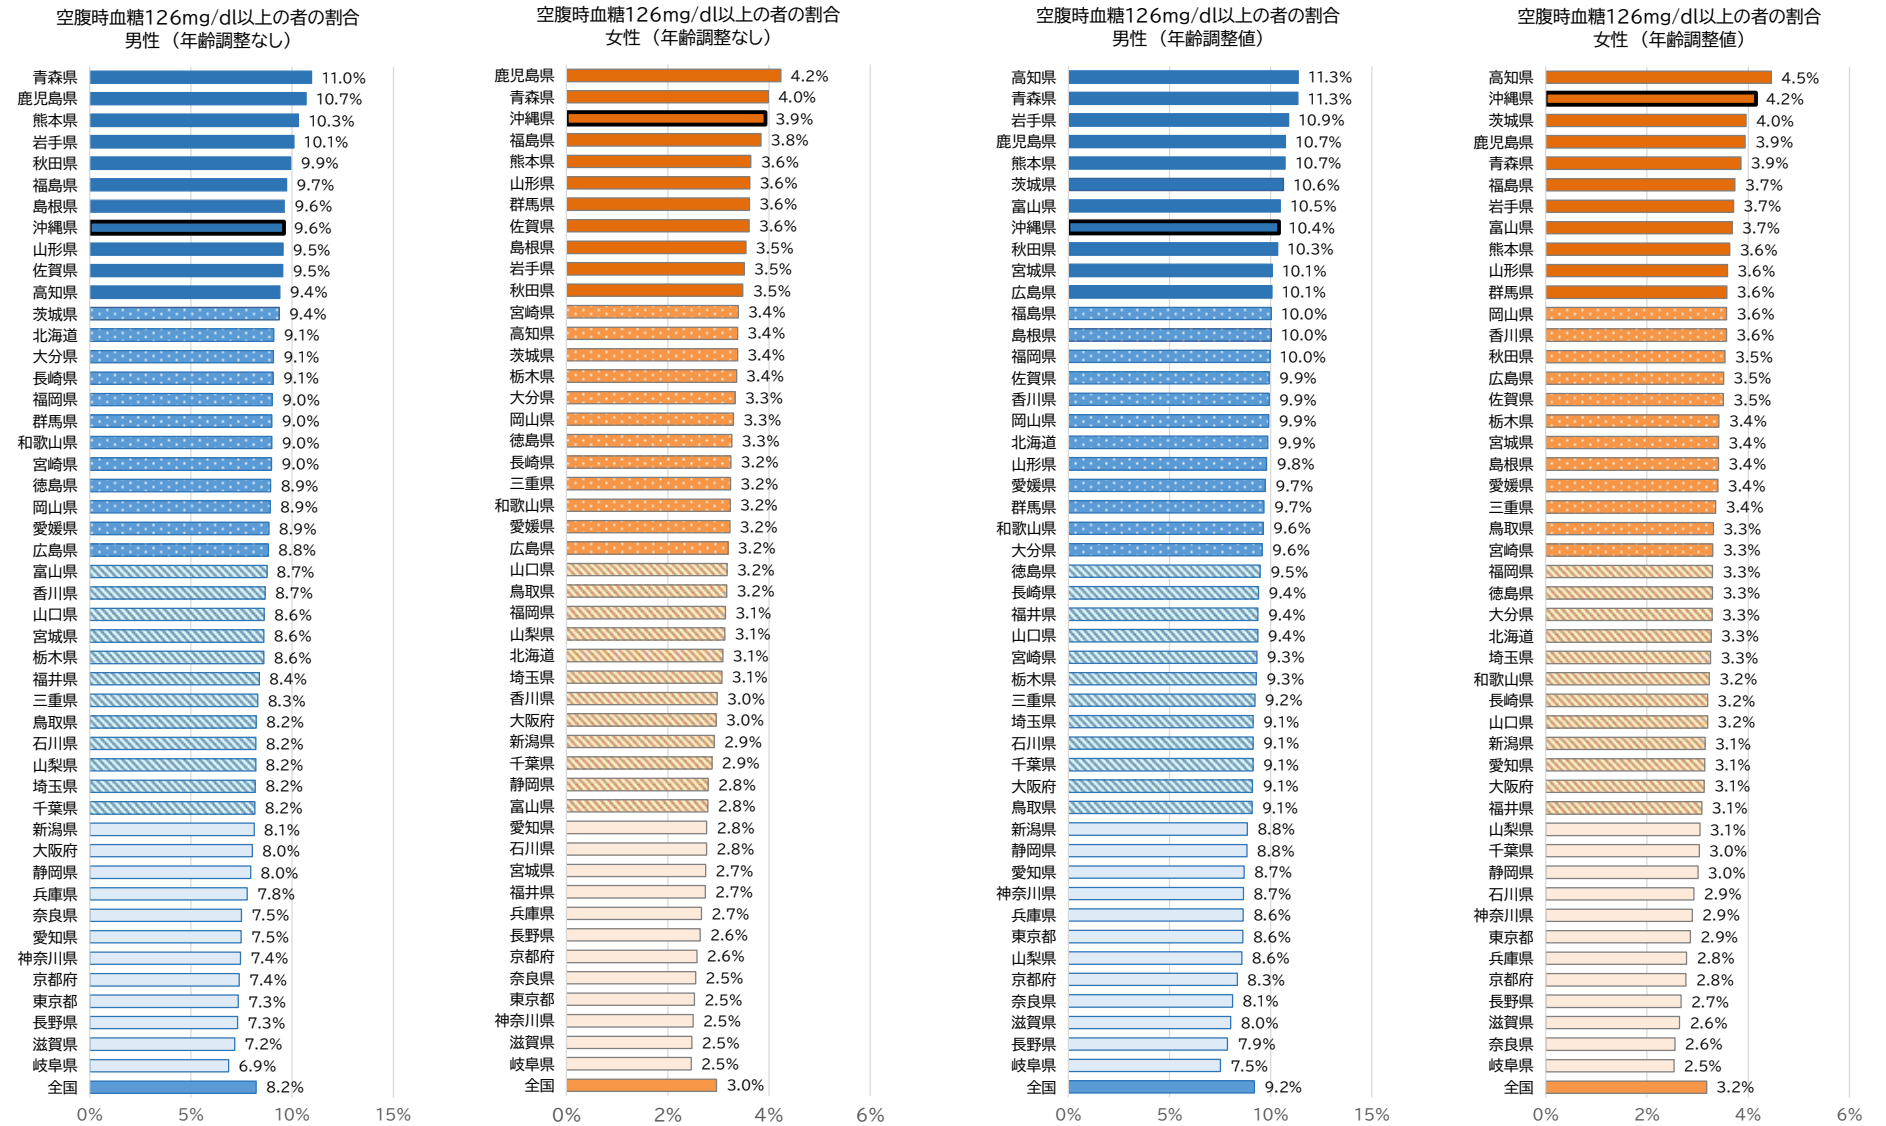 空腹時血糖126mg/dl以上の者の割合
男性 （年齢調整なし）
青森県 11.0%
鹿児島県 10.7%
熊本県 10.3%
岩手県 10.1%
秋田県 9.9%
福島県 9.7%
島根県 9.6%
沖縄県 9.6%
山形県 9.5%
佐賀県 9.5%
高知県 9.4%
茨城県 9.4%
北海道 9.1%
大分県 9.1%
長崎県 9.1%
福岡県 9.0%
群馬県 9.0%
和歌山県 9.0%
宮崎県 9.0%
徳島県 8.9%
岡山県 8.9%
愛媛県 8.9%
広島県 8.8%
富山県 8.7%
香川県 8.7%
山口県 8.6%
宮城県 8.6%
栃木県 8.6%
福井県 8.4%
三重県 8.3%
鳥取県 8.2%
石川県 8.2%
山梨県 8.2%
埼玉県 8.2%
千葉県 8.2%
新潟県 8.1%
大阪府 8.0%
静岡県 8.0%
兵庫県 7.8%
奈良県 7.5%
愛知県 7.5%
神奈川県 7.4%
京都府 7.4%
東京都 7.3%
長野県 7.3%
滋賀県 7.2%
岐阜県 6.9%
全国 8.2%
0% 5% 10% 15%
空腹時血糖126mg/dl以上の者の割合
女性 （年齢調整なし）
鹿児島県 4.2%
青森県 4.0%
沖縄県 3.9%
福島県 3.8%
熊本県 3.6%
山形県 3.6%
群馬県 3.6%
佐賀県 3.6%
島根県 3.5%
岩手県 3.5%
秋田県 3.5%
宮崎県 3.4%
高知県 3.4%
茨城県 3.4%
栃木県 3.4%
大分県 3.3%
岡山県 3.3%
徳島県 3.3%
長崎県 3.2%
三重県 3.2%
和歌山県 3.2%
愛媛県 3.2%
広島県 3.2%
山口県 3.2%
鳥取県 3.2%
福岡県 3.1%
山梨県 3.1%
北海道 3.1%
埼玉県 3.1%
香川県 3.0%
大阪府 3.0%
新潟県 2.9%
千葉県 2.9%
静岡県 2.8%
富山県 2.8%
愛知県 2.8%
石川県 2.8%
宮城県 2.7%
福井県 2.7%
兵庫県 2.7%
長野県 2.6%
京都府 2.6%
奈良県 2.5%
東京都 2.5%
神奈川県 2.5%
滋賀県 2.5%
岐阜県 2.5%
全国 3.0%
0% 2% 4% 6%
空腹時血糖126mg/dl以上の者の割合
男性 （年齢調整値）
高知県 11.3%
青森県 11.3%
岩手県 10.9%
鹿児島県 10.7%
熊本県 10.7%
茨城県 10.6%
富山県 10.5%
沖縄県 10.4%
秋田県 10.3%
宮城県 10.1%
広島県 10.1%
福島県 10.0%
島根県 10.0%
福岡県 10.0%
佐賀県 9.9%
香川県 9.9%
岡山県 9.9%
北海道 9.9%
山形県 9.8%
愛媛県 9.7%
群馬県 9.7%
和歌山県 9.6%
大分県 9.6%
徳島県 9.5%
長崎県 9.4%
福井県 9.4%
山口県 9.4%
宮崎県 9.3%
栃木県 9.3%
三重県 9.2%
埼玉県 9.1%
石川県 9.1%
千葉県 9.1%
大阪府 9.1%
鳥取県 9.1%
新潟県 8.8%
静岡県 8.8%
愛知県 8.7%
神奈川県 8.7%
兵庫県 8.6%
東京都 8.6%
山梨県 8.6%
京都府 8.3%
奈良県 8.1%
滋賀県 8.0%
長野県 7.9%
岐阜県 7.5%
全国 9.2%
0% 5% 10% 15%
空腹時血糖126mg/dl以上の者の割合
女性 （年齢調整値）
高知県 4.5%
沖縄県 4.2%
茨城県 4.0%
鹿児島県 3.9%
青森県 3.9%
福島県 3.7%
岩手県 3.7%
富山県 3.7%
熊本県 3.6%
山形県 3.6%
群馬県 3.6%
岡山県 3.6%
香川県 3.6%
秋田県 3.5%
広島県 3.5%
佐賀県 3.5%
栃木県 3.4%
宮城県 3.4%
島根県 3.4%
愛媛県 3.4%
三重県 3.4%
鳥取県 3.3%
宮崎県 3.3%
福岡県 3.3%
徳島県 3.3%
大分県 3.3%
北海道 3.3%
埼玉県 3.3%
和歌山県 3.2%
長崎県 3.2%
山口県 3.2%
新潟県 3.1%
愛知県 3.1%
大阪府 3.1%
福井県 3.1%
山梨県 3.1%
千葉県 3.0%
静岡県 3.0%
石川県 2.9%
神奈川県 2.9%
東京都 2.9%
兵庫県 2.8%
京都府 2.8%
長野県 2.7%
滋賀県 2.6%
奈良県 2.6%
岐阜県 2.5%
全国 3.2%
0% 2% 4% 6%